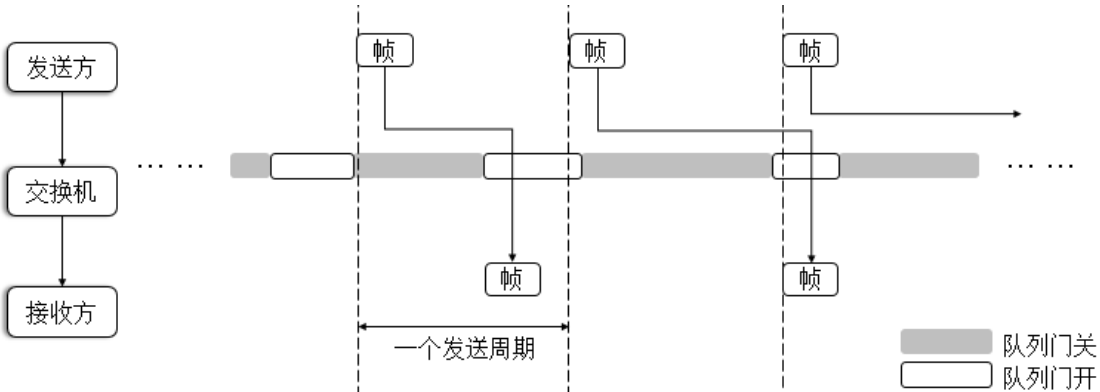 帧 帧 帧
发送方
… … … …
交换机
帧 帧
接收方
一个发送周期
队列门关
队列门开